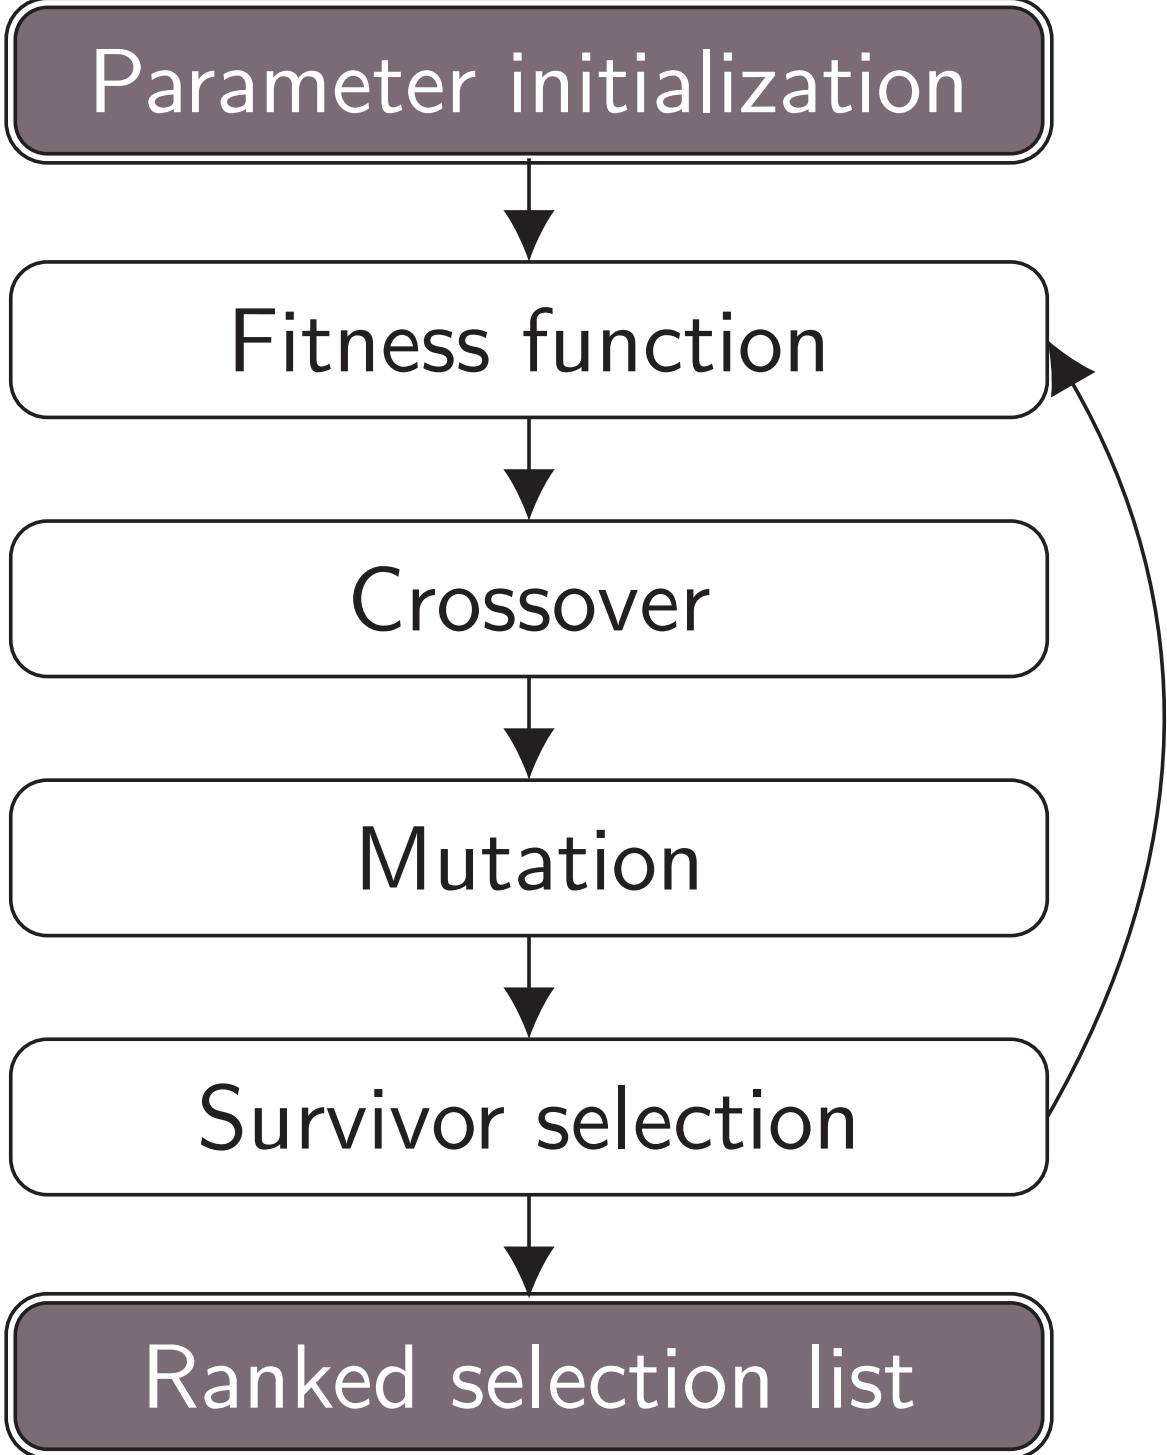 Parameter initialization
Fitness function
Crossover
Mutation
Survivor selection
Ranked selection list